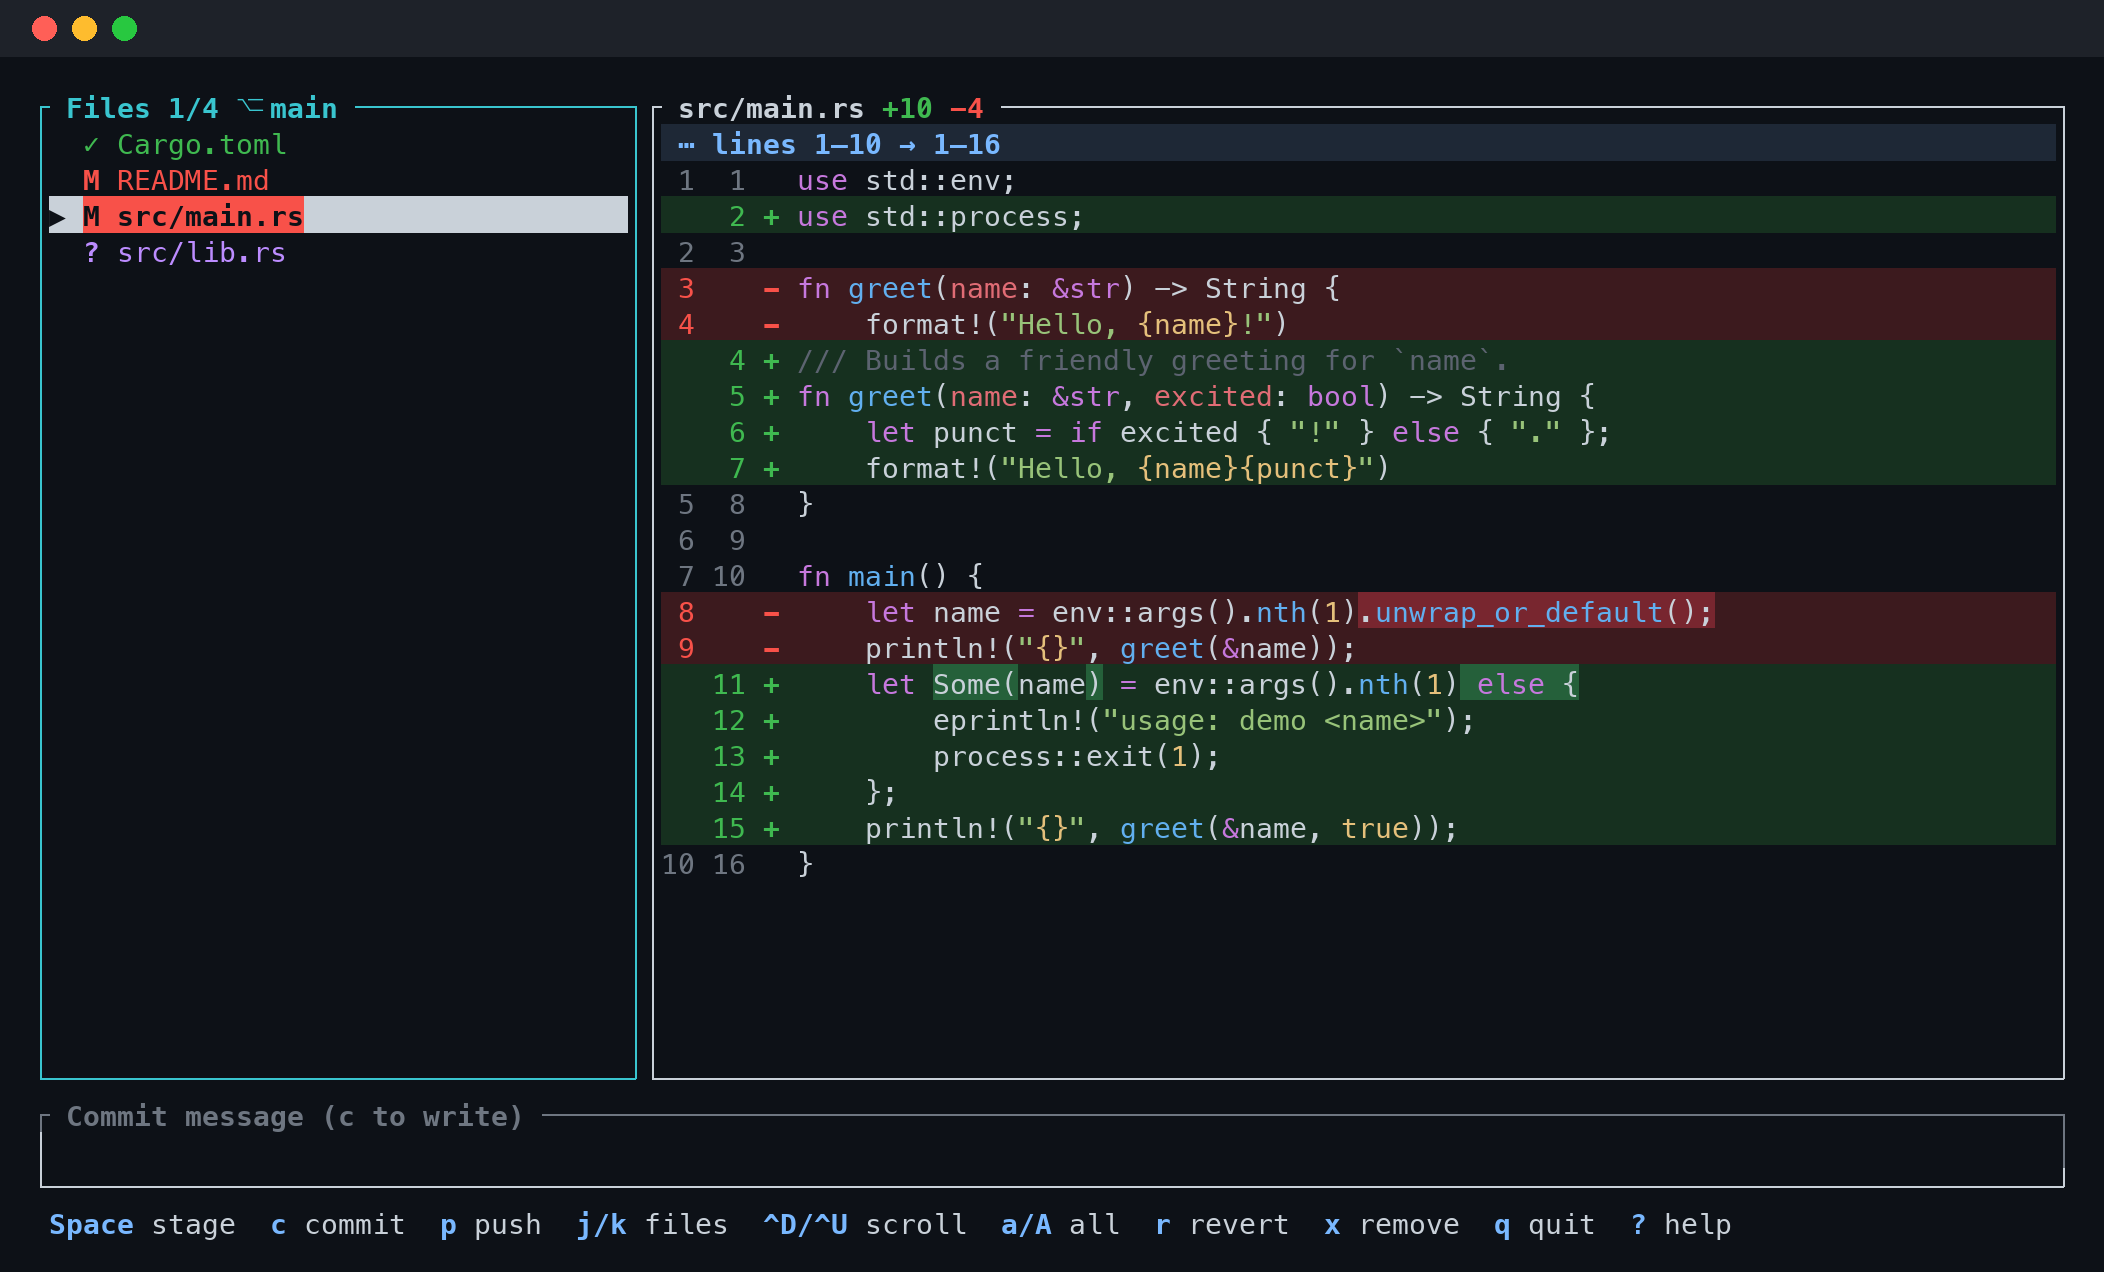 Files 1/4 ⌥main
✓ Cargo.toml
M README.md
▶ M src/main.rs
? src/lib.rs
src/main.rs +10 −4
⋯ lines 1–10 → 1–16
1 1 use std::env;
2 + use std::process;
2 3
3 − fn greet(name: &str) −> String {
4 − format!("Hello, {name}!")
4 + /// Builds a friendly greeting for `name`.
5 + fn greet(name: &str, excited: bool) −> String {
6 + let punct = if excited { "!" } else { "." };
7 + format!("Hello, {name}{punct}")
5 8 }
6 9
7 10 fn main() {
8 − let name = env::args().nth(1).unwrap_or_default();
9 − println!("{}", greet(&name));
11 + let Some(name) = env::args().nth(1) else {
12 + eprintln!("usage: demo <name>");
13 + process::exit(1);
14 + };
15 + println!("{}", greet(&name, true));
10 16 }
Commit message (c to write)
Space stage c commit p push j/k files ^D/^U scroll a/A all r revert x remove q quit ? help